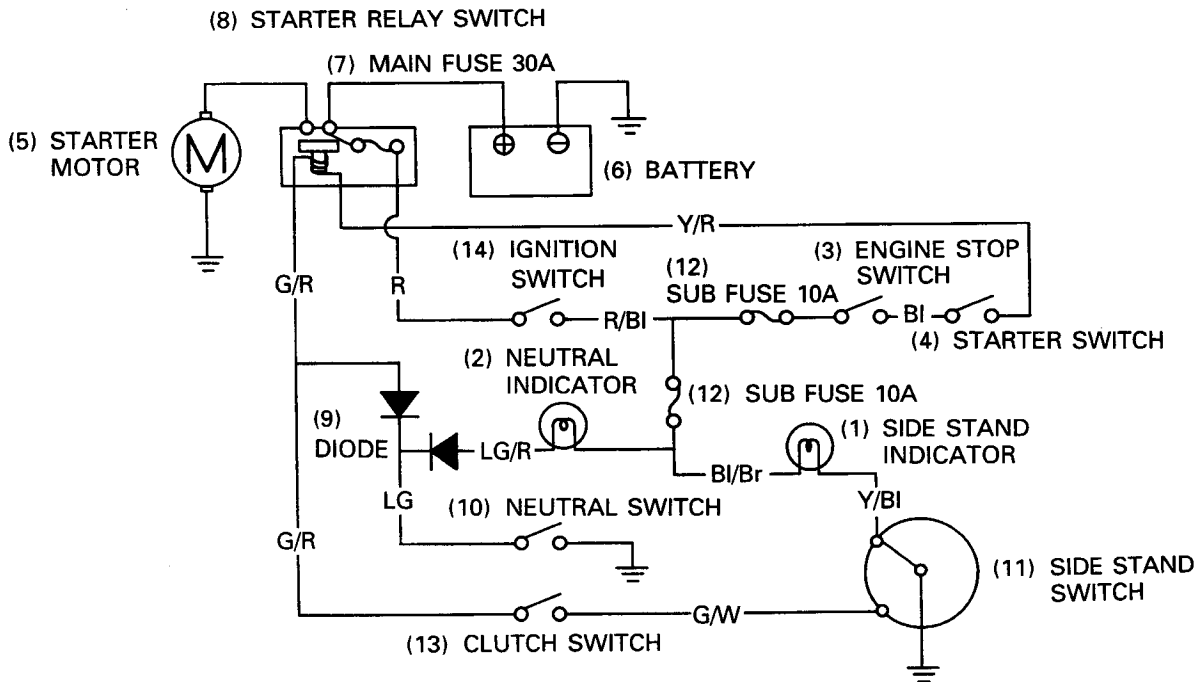 (8) STARTER RELAY SWITCH
(7) MAIN FUSE 30A
(5) STARTER
MOTOR
M
(6) BATTERY
Y/R
(14) IGNITION
SWITCH
(3) ENGINE STOP
SWITCH
(12)
SUB FUSE 10A
G/R
R
R/Bl
Bl
(4) STARTER SWITCH
(2) NEUTRAL
INDICATOR
(12) SUB FUSE 10A
(9)
DIODE
LG/R
(1) SIDE STAND
INDICATOR
Bl/Br
LG
(10) NEUTRAL SWITCH
Y/Bl
G/R
(11) SIDE STAND
SWITCH
G/W
(13) CLUTCH SWITCH